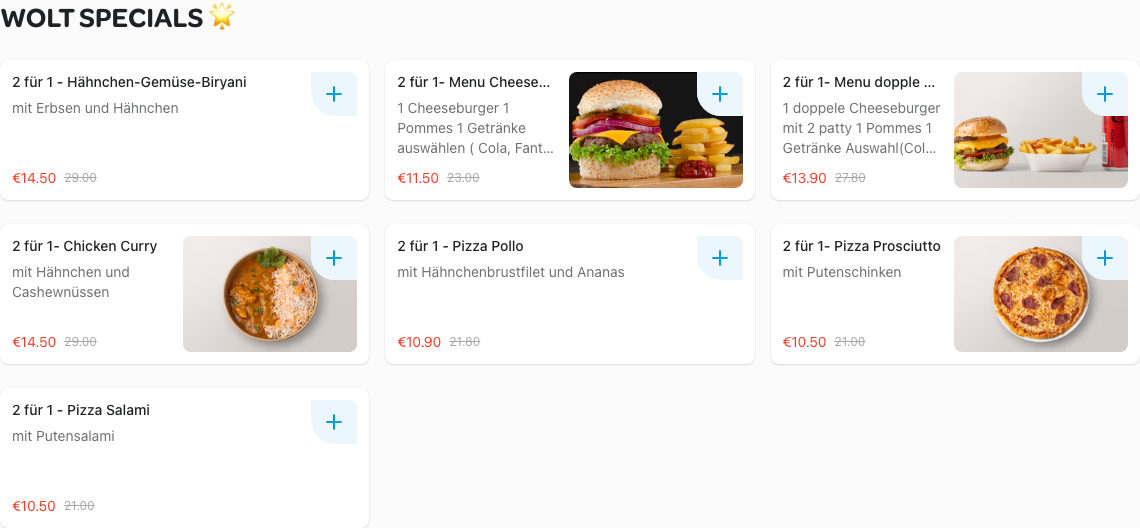 WOLT SPECIALS 🌟
2 für 1 - Hähnchen-Gemüse-Biryani
mit Erbsen und Hähnchen
€14.50 29.00
2 für 1- Menu Cheese...
1 Cheeseburger 1
Pommes 1 Getränke
auswählen ( Cola, Fant...
€11.50 23.00
2 für 1- Menu dopple ...
1 doppele Cheeseburger
mit 2 patty 1 Pommes 1
Getränke Auswahl(Col...
€13.90 27.80
2 für 1- Chicken Curry
mit Hähnchen und
Cashewnüssen
€14.50 29.00
2 für 1 - Pizza Pollo
mit Hähnchenbrustfilet und Ananas
€10.90 21.80
2 für 1- Pizza Prosciutto
mit Putenschinken
€10.50 21.00
2 für 1 - Pizza Salami
mit Putensalami
€10.50 21.00